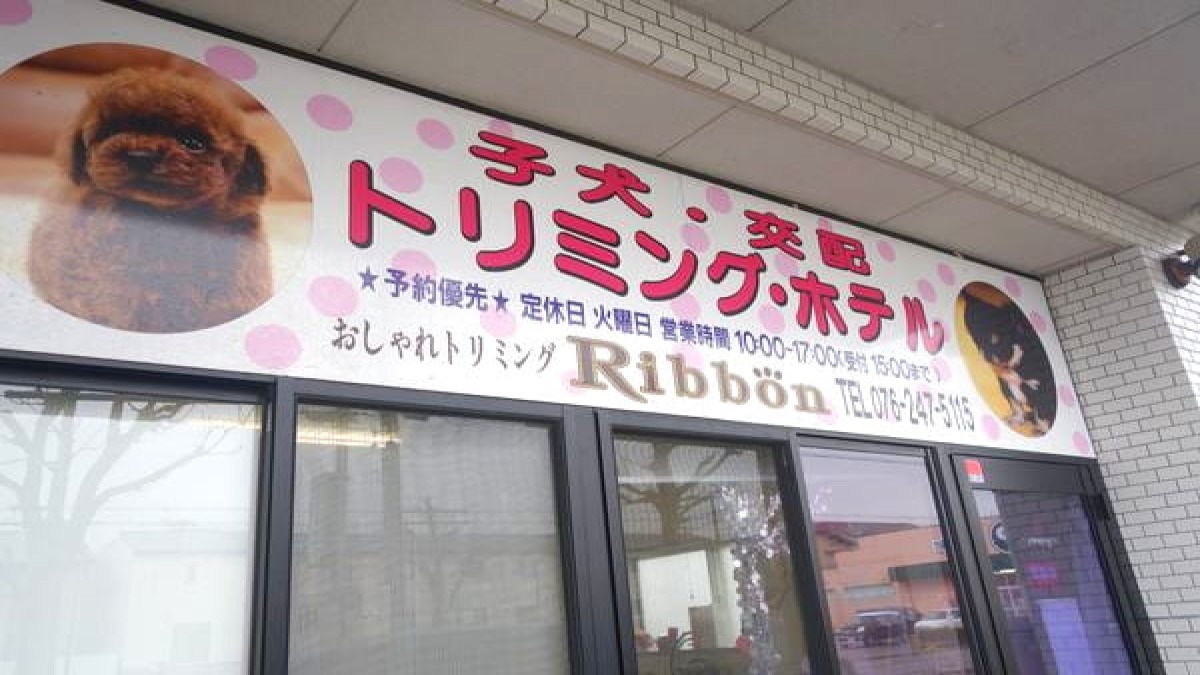 子犬・交配
トリミング・ホテル
★予約優先★ 定休日 火曜日 営業時間 10:00~17:00(受付 15:00まで)
おしゃれトリミング Ribbon TEL 076-247-5115